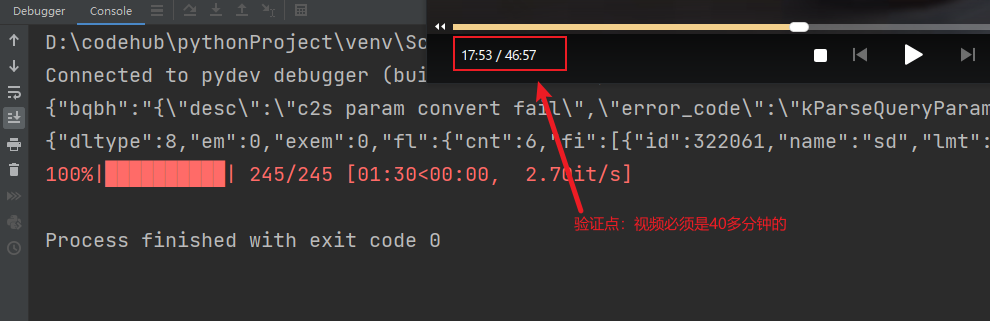 Debugger
Console
D:\codehub\pythonProject\venv\Sc
Connected to pydev debugger (bui
{"bqbh":"{\"desc\":\"c2s param convert fail\",\"error_code\":\"kParseQueryParam
{"dltype":8,"em":0,"exem":0,"fl":{"cnt":6,"fi":[{"id":322061,"name":"sd","lmt":
100%|██████████| 245/245 [01:30<00:00,  2.70it/s]
Process finished with exit code 0
17:53 / 46:57
验证点：视频必须是40多分钟的